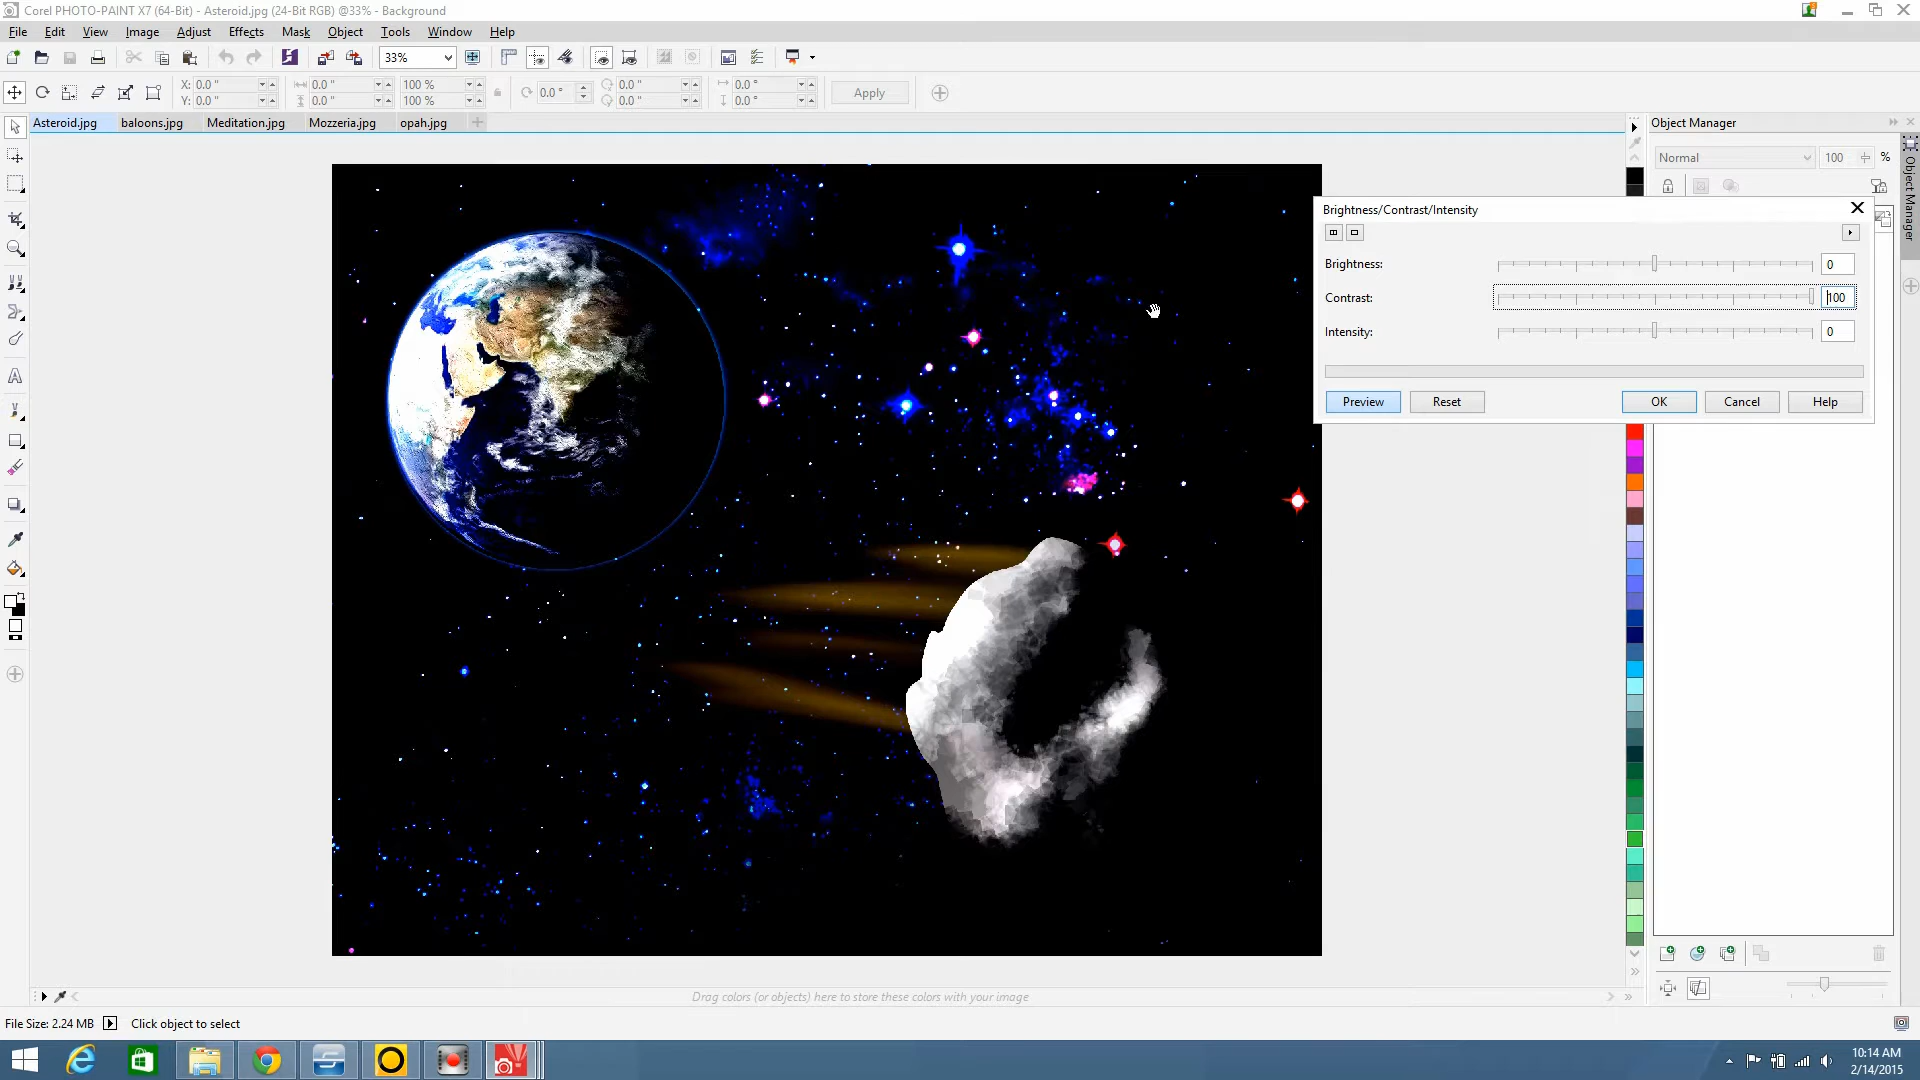 Corel PHOTO-PAINT X7 (64-Bit) - Asteroid.jpg (24-Bit RGB) @33% - Background
File Edit View Image Adjust Effects Mask Object Tools Window Help
33%
X: 0.0 " 0.0 " 100 % 0.0 ° 0.0 " 0.0 ° Apply
Y: 0.0 " 0.0 " 100 % 0.0 " 0.0 °
Asteroid.jpg baloons.jpg Meditation.jpg Mozzeria.jpg opah.jpg
Object Manager
Normal 100 %
Object Manager
Brightness/Contrast/Intensity
Brightness: 0
Contrast: 100
Intensity: 0
Preview Reset OK Cancel Help
Drag colors (or objects) here to store these colors with your image
File Size: 2.24 MB Click object to select
10:14 AM
2/14/2015